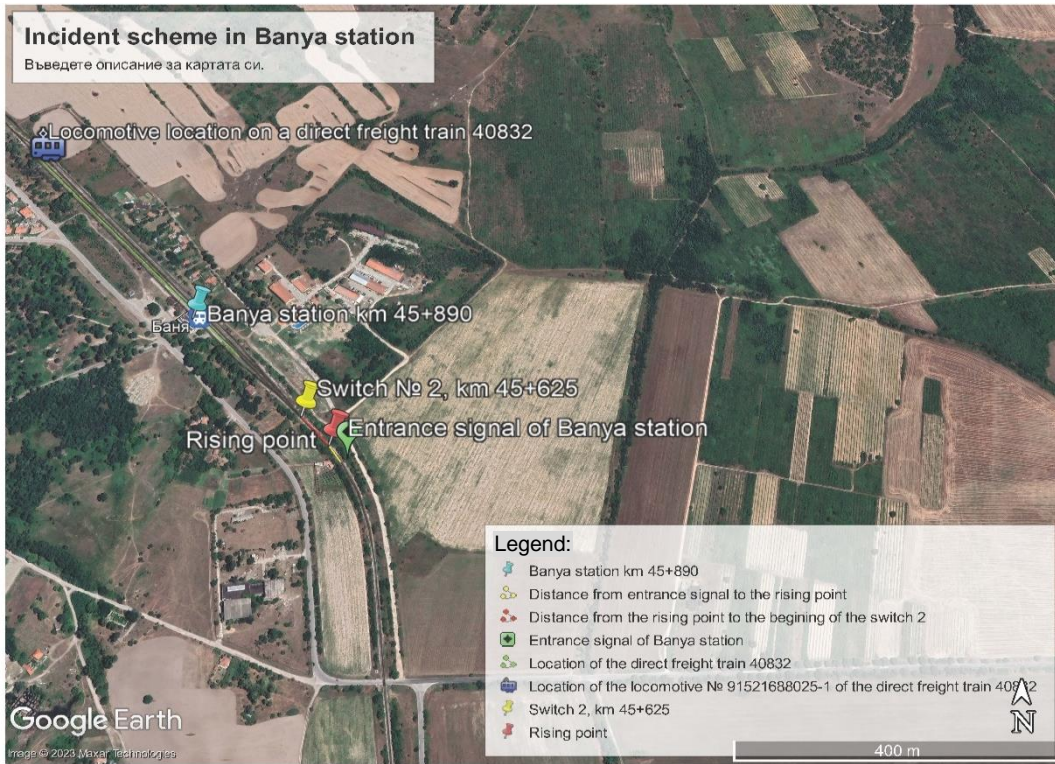 Incident scheme in Banya station
Въведете описание за картата си.
Locomotive location on a direct freight train 40832
Banya station km 45+890
Баня
Switch № 2, km 45+625
Entrance signal of Banya station
Rising point
Legend:
Banya station km 45+890
Distance from entrance signal to the rising point
Distance from the rising point to the begining of the switch 2
Entrance signal of Banya station
Location of the direct freight train 40832
Location of the locomotive № 91521688025-1 of the direct freight train 40832
Switch 2, km 45+625
Rising point
N
Google Earth
Image © 2023 Maxar Technologies
400 m